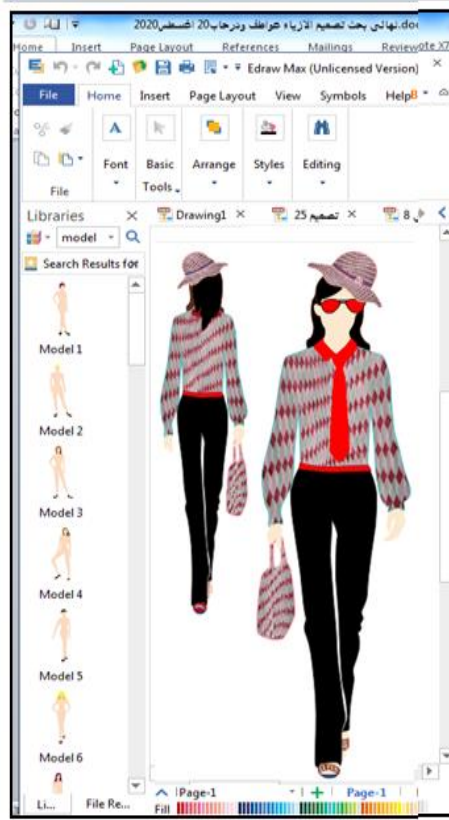 نهائي بحث تصميم الازياء عواطف ودرحاب20 اغسطس2020.doc
Home Insert Page Layout References Mailings Review
Edraw Max (Unlicensed Version)
File Home Insert Page Layout View Symbols Help
Font Basic Tools Arrange Styles Editing
File
Libraries
Drawing1 تصميم 25 8
model
Search Results for
Model 1
Model 2
Model 3
Model 4
Model 5
Model 6
Page-1 Page-1
Li... File Re... Fill